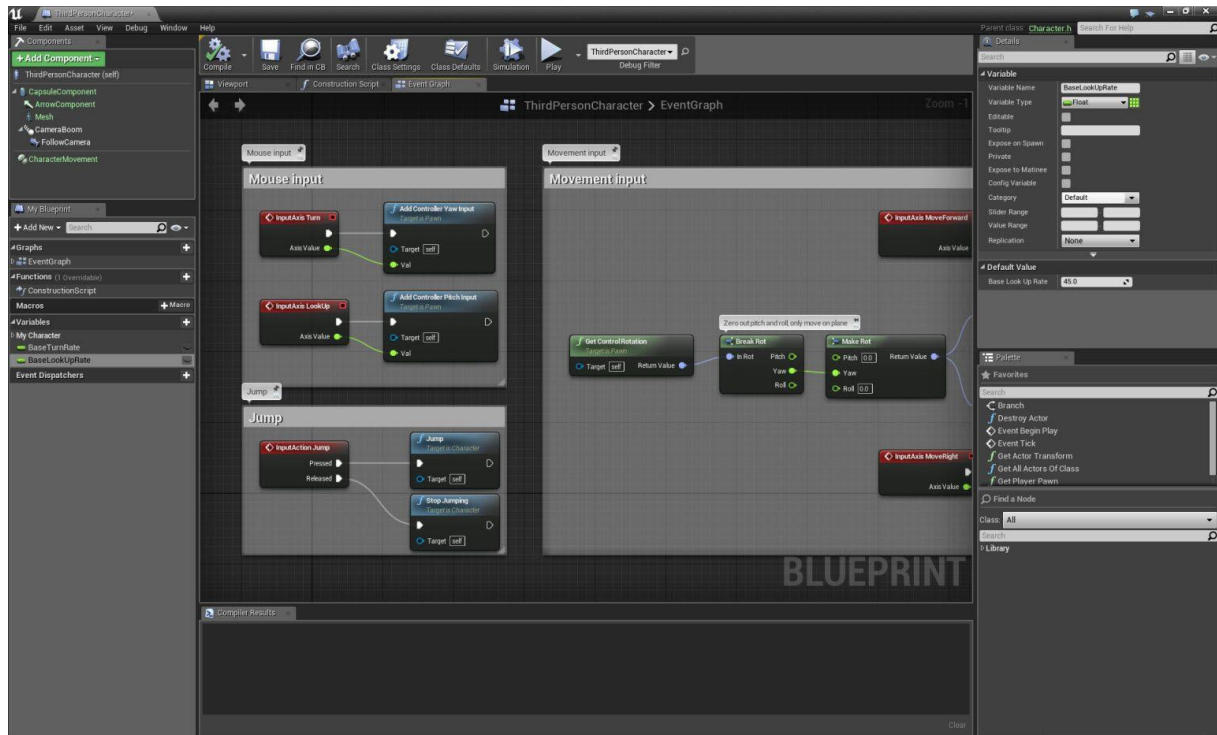 ThirdPersonCharacter*
File Edit Asset View Debug Window Help
Parent class: Character.h Search For Help
Components
+Add Component
ThirdPersonCharacter (self)
CapsuleComponent
ArrowComponent
Mesh
CameraBoom
FollowCamera
CharacterMovement
My Blueprint
+Add New Search
Graphs
EventGraph
Functions (1 Overridable)
ConstructionScript
Macros +Macro
Variables
My Character
BaseTurnRate
BaseLookUpRate
Event Dispatchers
Compile Save Find in CB Search Class Settings Class Defaults Simulation Play
ThirdPersonCharacter
Debug Filter
Viewport Construction Script Event Graph
ThirdPersonCharacter > EventGraph
Zoom -1
Mouse input
Mouse input
InputAxis Turn
Axis Value
Add Controller Yaw Input
Target is Pawn
Target self
Val
InputAxis LookUp
Axis Value
Add Controller Pitch Input
Target is Pawn
Target self
Val
Jump
Jump
InputAction Jump
Pressed
Released
Jump
Target is Character
Target self
Stop Jumping
Target is Character
Target self
Movement input
Movement input
InputAxis MoveForward
Axis Value
Zero out pitch and roll, only move on plane
Get Control Rotation
Target is Pawn
Target self Return Value
Break Rot
In Rot Pitch
Yaw
Roll
Make Rot
Pitch 0.0 Return Value
Yaw
Roll 0.0
InputAxis MoveRight
Axis Value
BLUEPRINT
Compiler Results
Clear
Details
Search
Variable
Variable Name BaseLookUpRate
Variable Type Float
Editable
Tooltip
Expose on Spawn
Private
Expose to Matinee
Config Variable
Category Default
Slider Range
Value Range
Replication None
Default Value
Base Look Up Rate 45.0
Palette
Favorites
Search
Branch
Destroy Actor
Event Begin Play
Event Tick
Get Actor Transform
Get All Actors Of Class
Get Player Pawn
Find a Node
Class: All
Search
Library